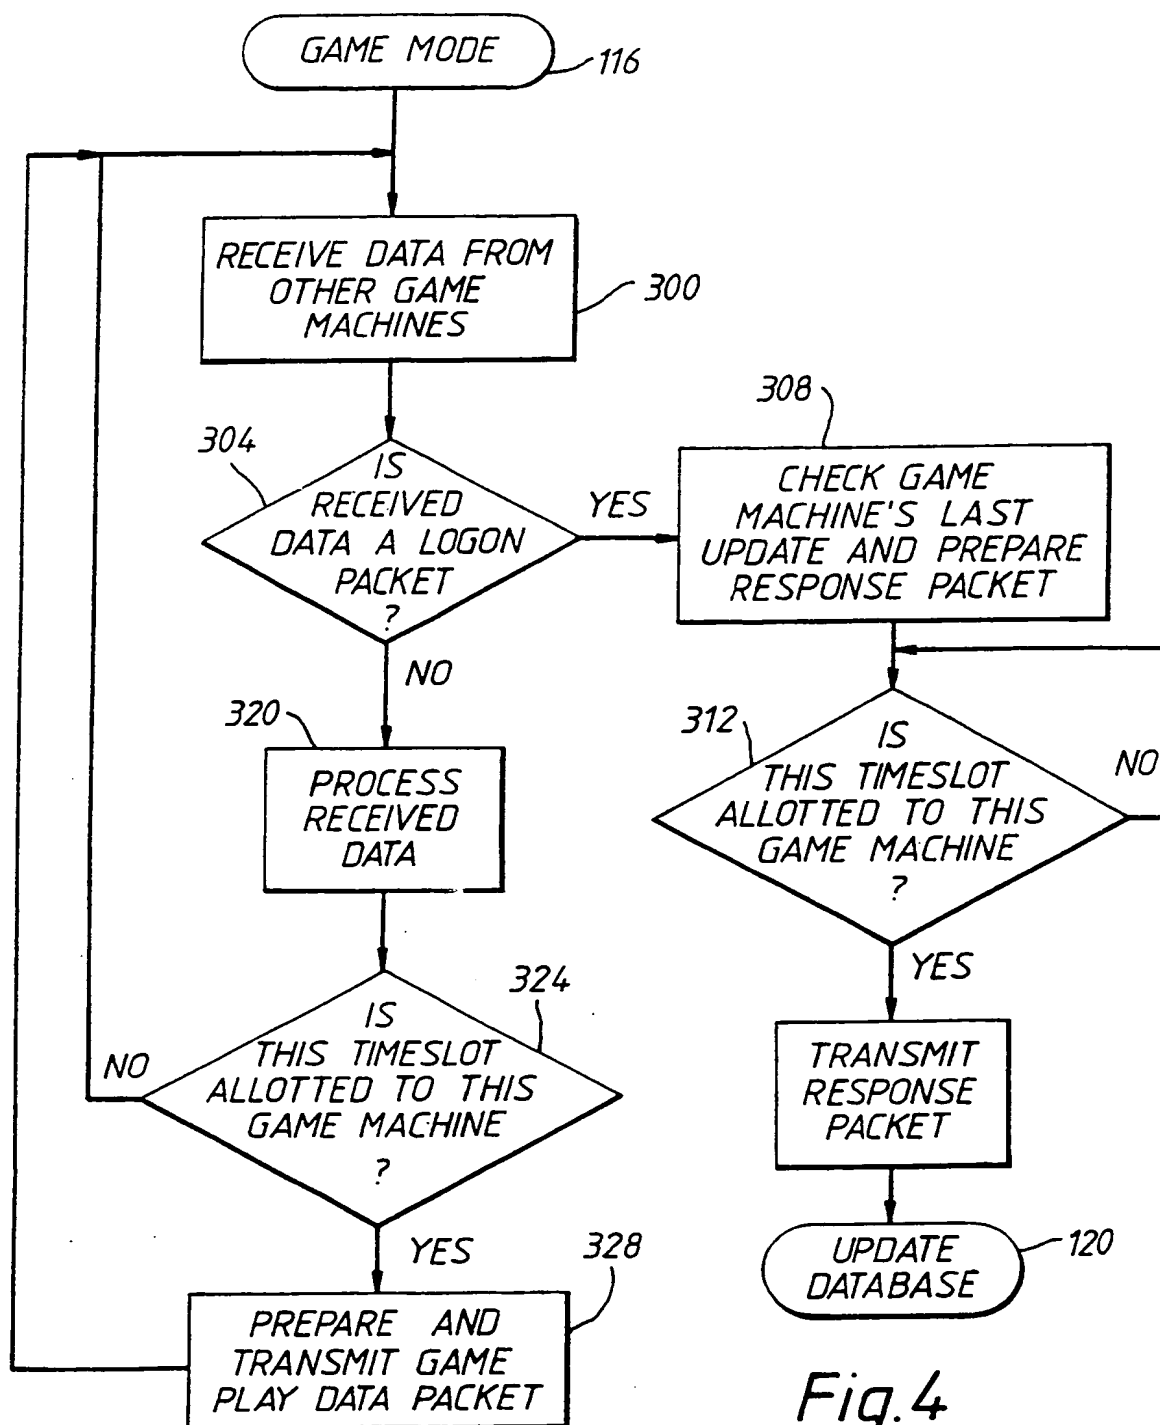 GAME MODE
116
RECEIVE DATA FROM
OTHER GAME
MACHINES
300
304
IS
RECEIVED
DATA A LOGON
PACKET
?
YES
308
CHECK GAME
MACHINE'S LAST
UPDATE AND PREPARE
RESPONSE PACKET
NO
320
PROCESS
RECEIVED
DATA
312
IS
THIS TIMESLOT
ALLOTTED TO THIS
GAME MACHINE
?
NO
YES
324
IS
THIS TIMESLOT
ALLOTTED TO THIS
GAME MACHINE
?
NO
TRANSMIT
RESPONSE
PACKET
YES
328
PREPARE AND
TRANSMIT GAME
PLAY DATA PACKET
UPDATE
DATABASE
120
Fig.4